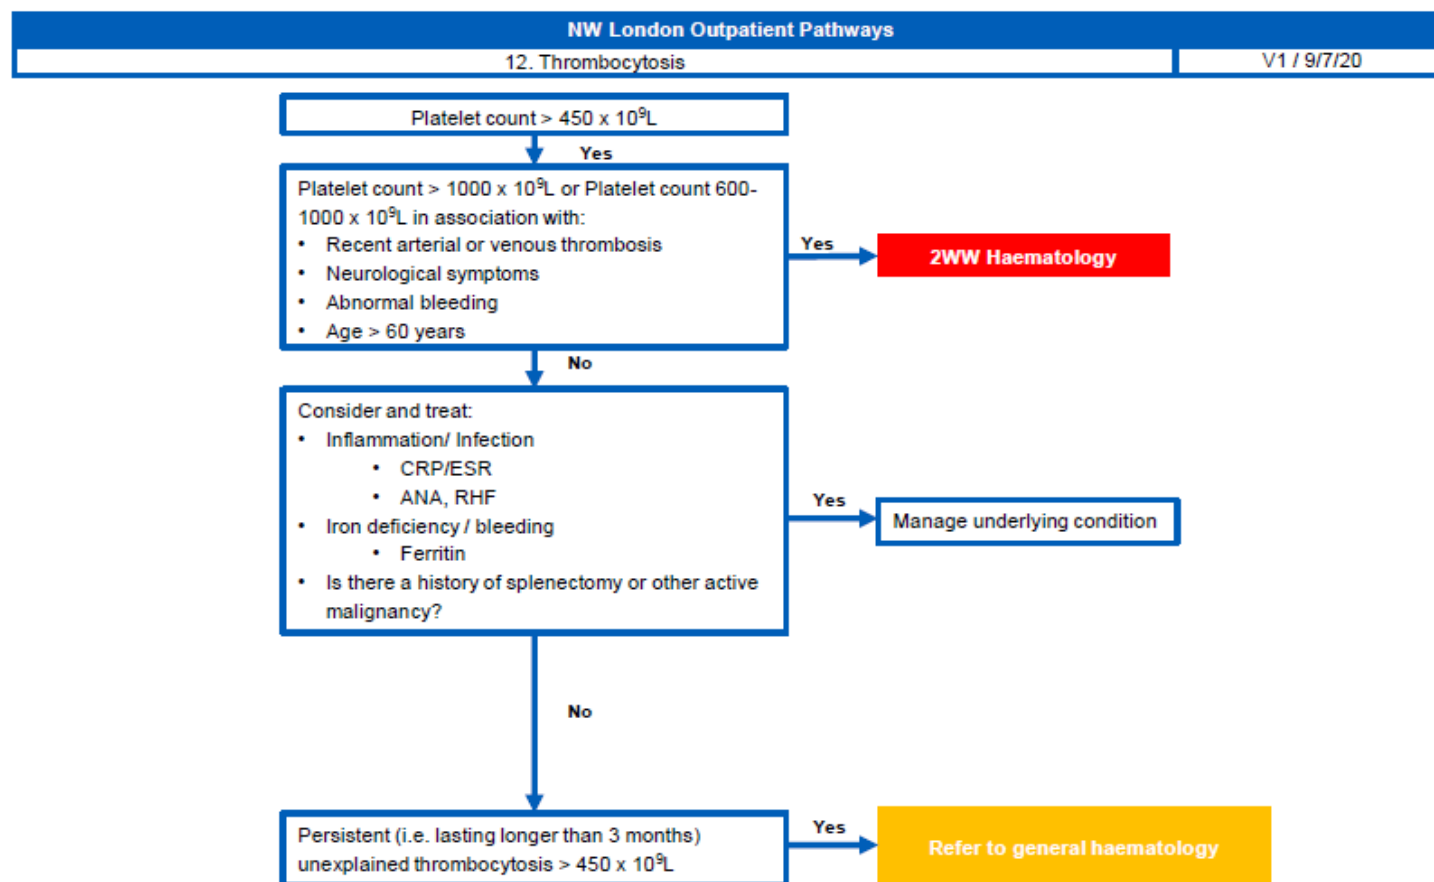 NW London Outpatient Pathways
12. Thrombocytosis
V1 / 9/7/20
Platelet count > 450 x 10⁹L
Yes
Platelet count > 1000 x 10⁹L or Platelet count 600-
1000 x 10⁹L in association with:
• Recent arterial or venous thrombosis
• Neurological symptoms
• Abnormal bleeding
• Age > 60 years
Yes
2WW Haematology
No
Consider and treat:
• Inflammation/ Infection
• CRP/ESR
• ANA, RHF
• Iron deficiency / bleeding
• Ferritin
• Is there a history of splenectomy or other active
malignancy?
Yes
Manage underlying condition
No
Persistent (i.e. lasting longer than 3 months)
unexplained thrombocytosis > 450 x 10⁹L
Yes
Refer to general haematology